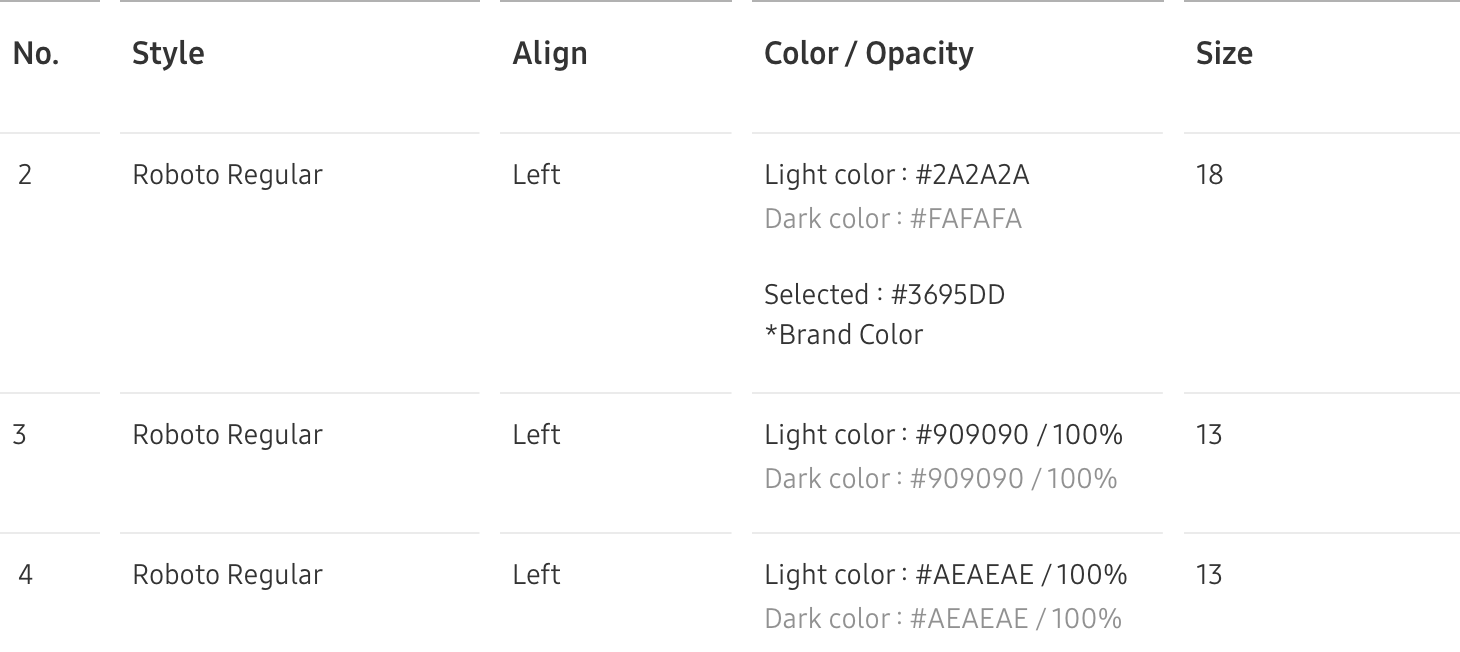 No. Style Align Color / Opacity Size
2 Roboto Regular Left Light color : #2A2A2A 18
Dark color : #FAFAFA
Selected : #3695DD
*Brand Color
3 Roboto Regular Left Light color : #909090 / 100% 13
Dark color : #909090 / 100%
4 Roboto Regular Left Light color : #AEAEAE / 100% 13
Dark color : #AEAEAE / 100%